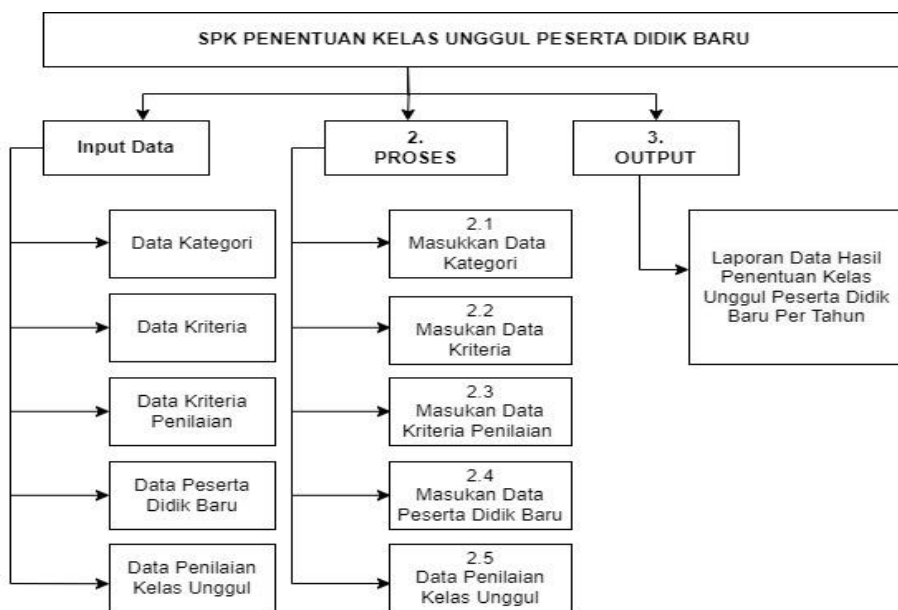 SPK PENENTUAN KELAS UNGGUL PESERTA DIDIK BARU
Input Data
Data Kategori
Data Kriteria
Data Kriteria
Penilaian
Data Peserta
Didik Baru
Data Penilaian
Kelas Unggul
2.
PROSES
2.1
Masukkan Data
Kategori
2.2
Masukan Data
Kriteria
2.3
Masukan Data
Kriteria Penilaian
2.4
Masukan Data
Peserta Didik Baru
2.5
Data Penilaian
Kelas Unggul
3.
OUTPUT
Laporan Data Hasil
Penentuan Kelas
Unggul Peserta Didik
Baru Per Tahun